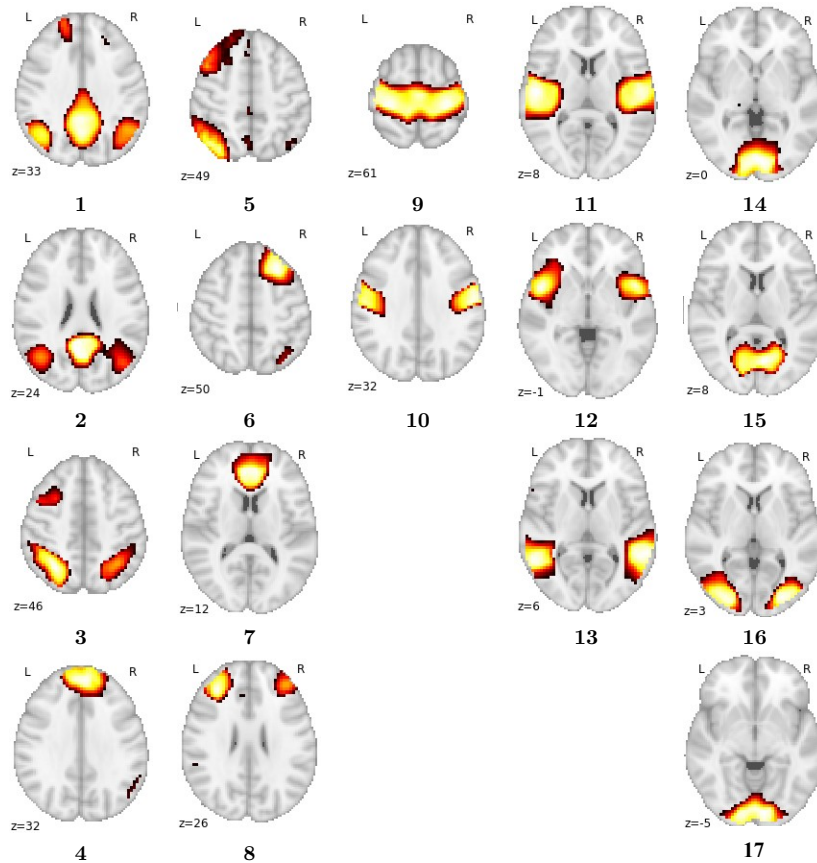 L R L R L R L R L R
z=33 z=49 z=61 z=8 z=0
1 5 9 11 14
L R L R L R L R L R
z=24 z=50 z=32 z=-1 z=8
2 6 10 12 15
L R L R L R L R
z=46 z=12 z=6 z=3
3 7 13 16
L R L R L R
z=32 z=26 z=-5
4 8 17